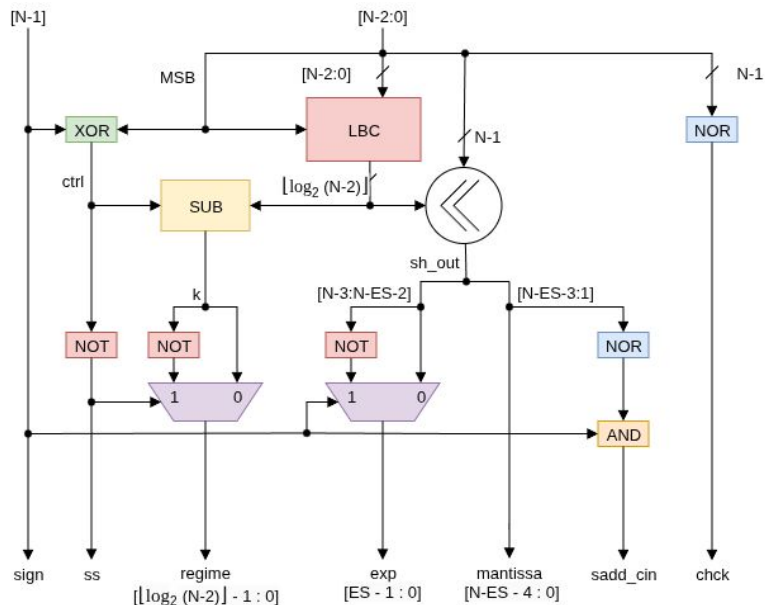 [N-1]
[N-2:0]
MSB
[N-2:0]
N-1
XOR
LBC
N-1
NOR
ctrl
SUB
⌊log₂ (N-2)⌋
sh_out
k
[N-3:N-ES-2]
[N-ES-3:1]
NOT
NOT
NOT
NOR
1
0
1
0
AND
sign
ss
regime
exp
mantissa
sadd_cin
chck
[⌊log₂ (N-2)⌋ - 1 : 0]
[ES - 1 : 0]
[N-ES - 4 : 0]